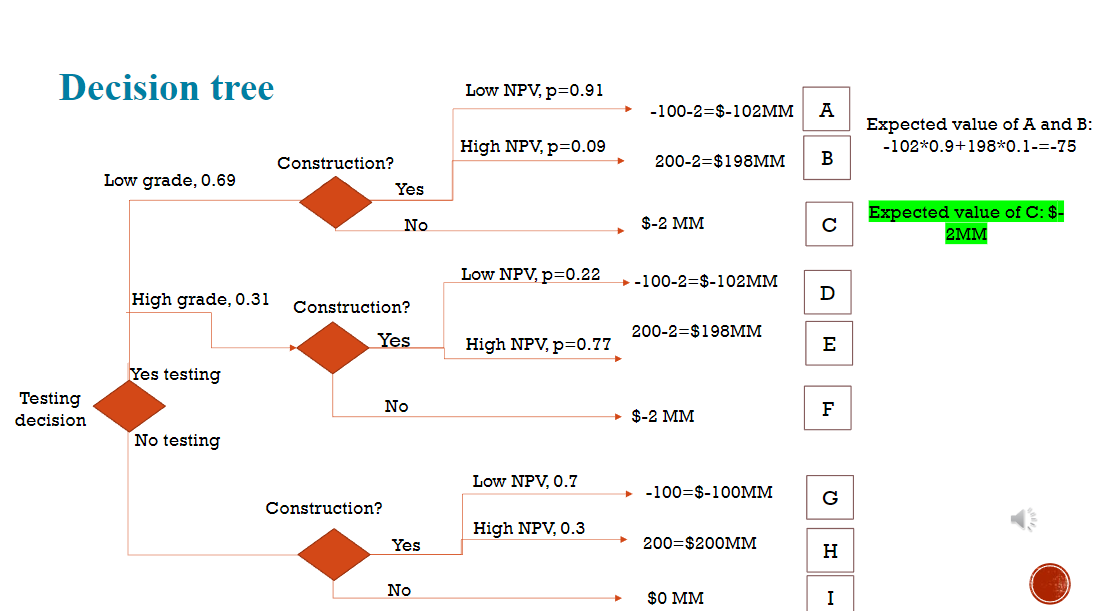 Decision tree
Low NPV, p=0.91
-100-2=$-102MM
A
Expected value of A and B:
-102*0.9+198*0.1-=-75
High NPV, p=0.09
200-2=$198MM
B
Construction?
Low grade, 0.69
Yes
No
$-2 MM
C
Expected value of C: $-
2MM
Low NPV, p=0.22
-100-2=$-102MM
D
High grade, 0.31
Construction?
Yes
High NPV, p=0.77
200-2=$198MM
E
Yes testing
Testing
decision
No
$-2 MM
F
No testing
Low NPV, 0.7
-100=$-100MM
G
Construction?
High NPV, 0.3
Yes
200=$200MM
H
No
$0 MM
I